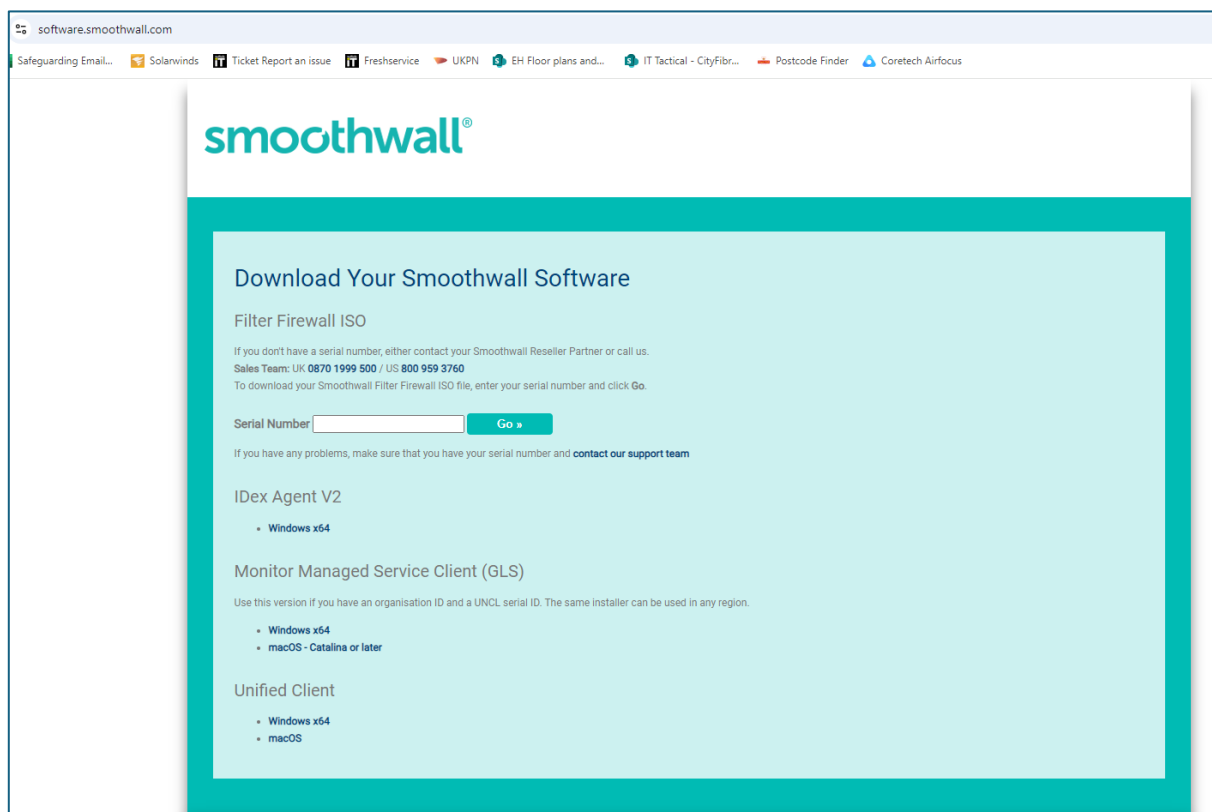 software.smoothwall.com
Safeguarding Email... Solarwinds Ticket Report an issue Freshservice UKPN EH Floor plans and... IT Tactical - CityFibr... Postcode Finder Coretech Airfocus
smoothwall®
Download Your Smoothwall Software
Filter Firewall ISO
If you don't have a serial number, either contact your Smoothwall Reseller Partner or call us.
Sales Team: UK 0870 1999 500 / US 800 959 3760
To download your Smoothwall Filter Firewall ISO file, enter your serial number and click Go.
Serial Number Go »
If you have any problems, make sure that you have your serial number and contact our support team
IDex Agent V2
• Windows x64
Monitor Managed Service Client (GLS)
Use this version if you have an organisation ID and a UNCL serial ID. The same installer can be used in any region.
• Windows x64
• macOS - Catalina or later
Unified Client
• Windows x64
• macOS